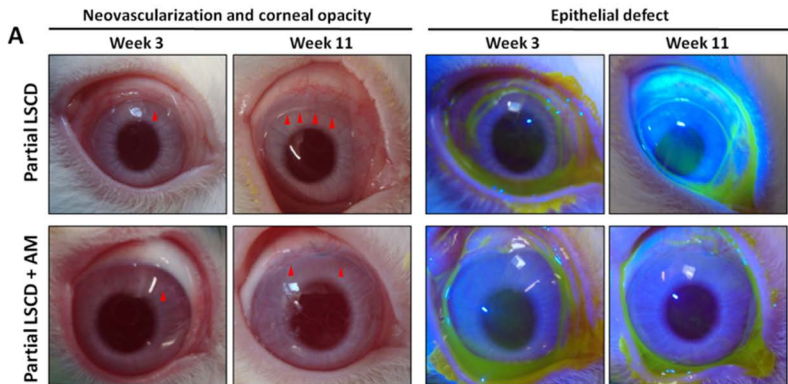 Neovascularization and corneal opacity
Epithelial defect
A
Week 3
Week 11
Week 3
Week 11
Partial LSCD
Partial LSCD + AM